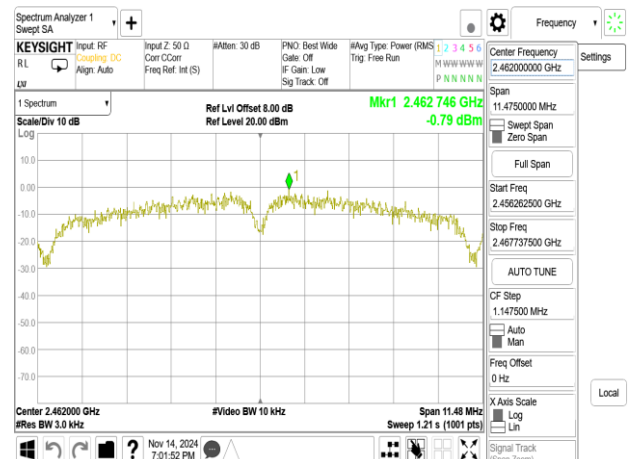 Spectrum Analyzer 1
Swept SA
Frequency
KEYSIGHT
RL
LXI
Input: RF
Coupling: DC
Align: Auto
Input Z: 50 Ω
Corr CCorr
Freq Ref: Int (S)
#Atten: 30 dB
PNO: Best Wide
Gate: Off
IF Gain: Low
Sig Track: Off
#Avg Type: Power (RMS
Trig: Free Run
1 2 3 4 5 6
M W W W W W
P N N N N N
Center Frequency
2.462000000 GHz
Settings
Span
11.4750000 MHz
Swept Span
Zero Span
Full Span
Start Freq
2.456262500 GHz
Stop Freq
2.467737500 GHz
AUTO TUNE
CF Step
1.147500 MHz
Auto
Man
Freq Offset
0 Hz
X Axis Scale
Log
Lin
Local
Signal Track
(Span Zoom)
1 Spectrum
Scale/Div 10 dB
Log
Ref Lvl Offset 8.00 dB
Ref Level 20.00 dBm
Mkr1 2.462 746 GHz
-0.79 dBm
1
10.0
0.00
-10.0
-20.0
-30.0
-40.0
-50.0
-60.0
-70.0
Center 2.462000 GHz
#Res BW 3.0 kHz
#Video BW 10 kHz
Span 11.48 MHz
Sweep 1.21 s (1001 pts)
?
Nov 14, 2024
7:01:52 PM